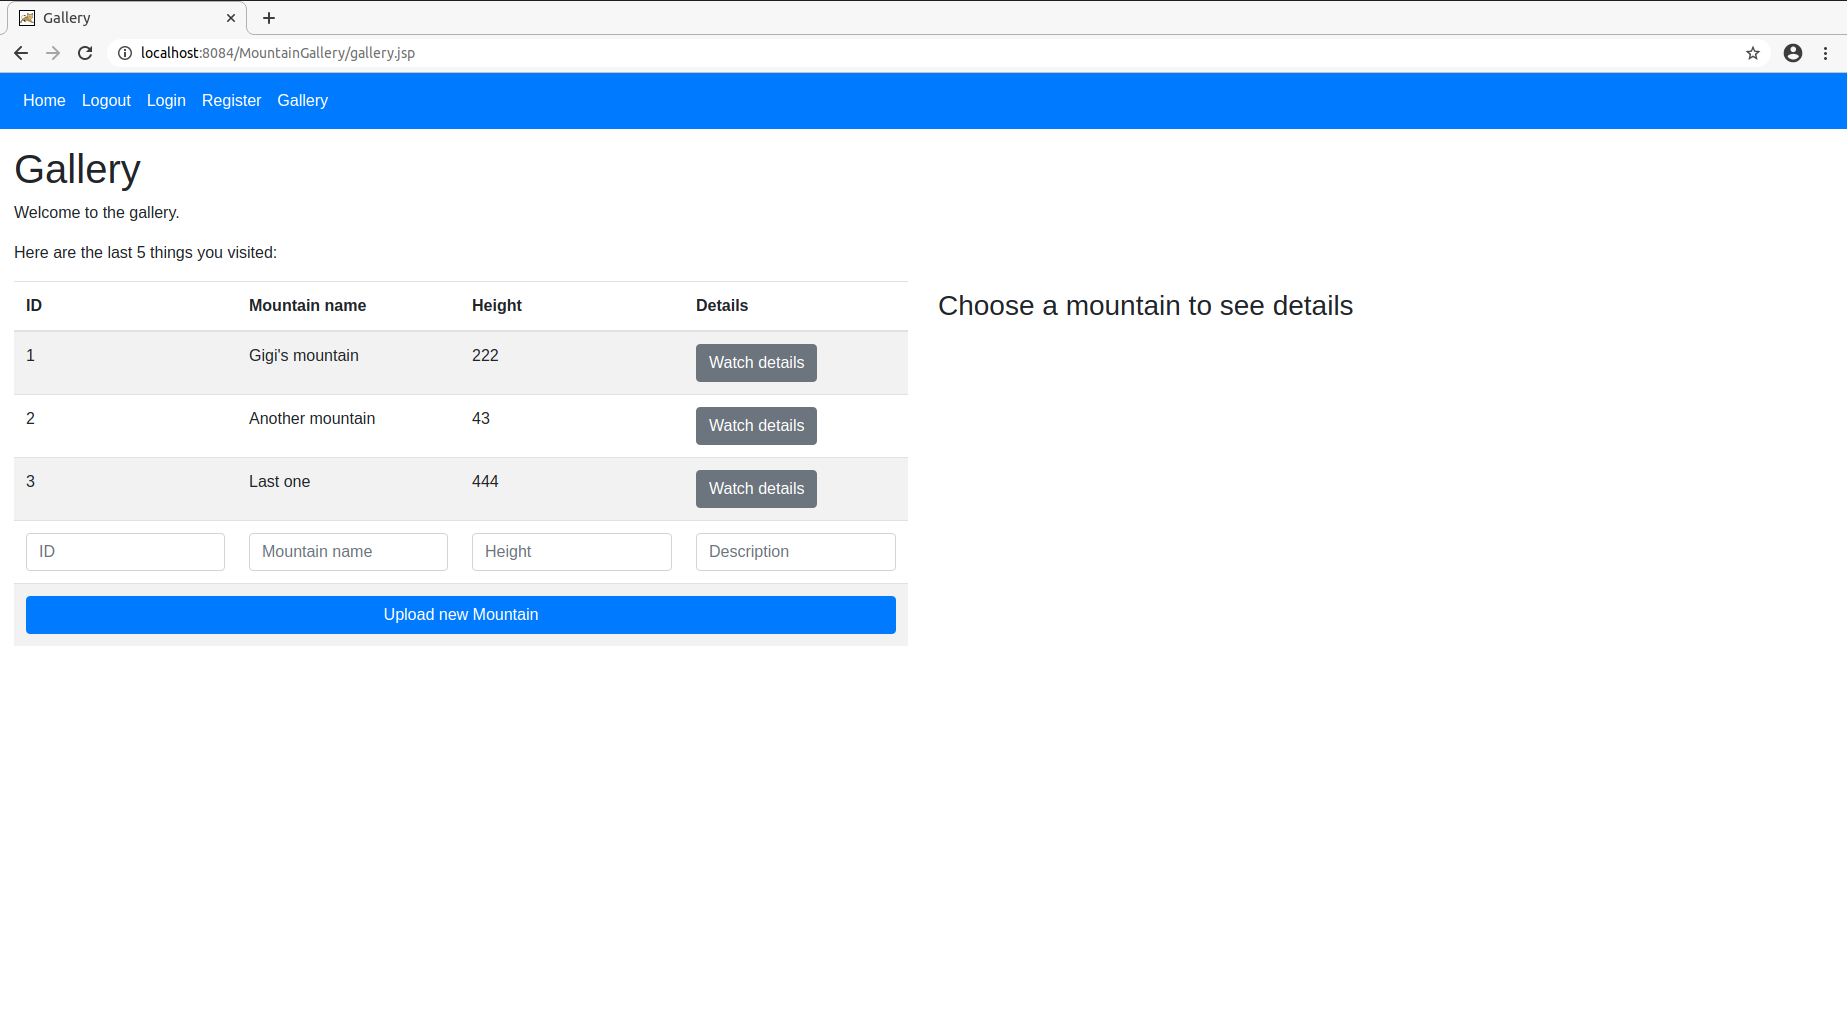 Gallery
localhost:8084/MountainGallery/gallery.jsp
Home Logout Login Register Gallery
Gallery
Welcome to the gallery.
Here are the last 5 things you visited:
ID Mountain name Height Details
Choose a mountain to see details
1 Gigi's mountain 222 Watch details
2 Another mountain 43 Watch details
3 Last one 444 Watch details
ID Mountain name Height Description
Upload new Mountain